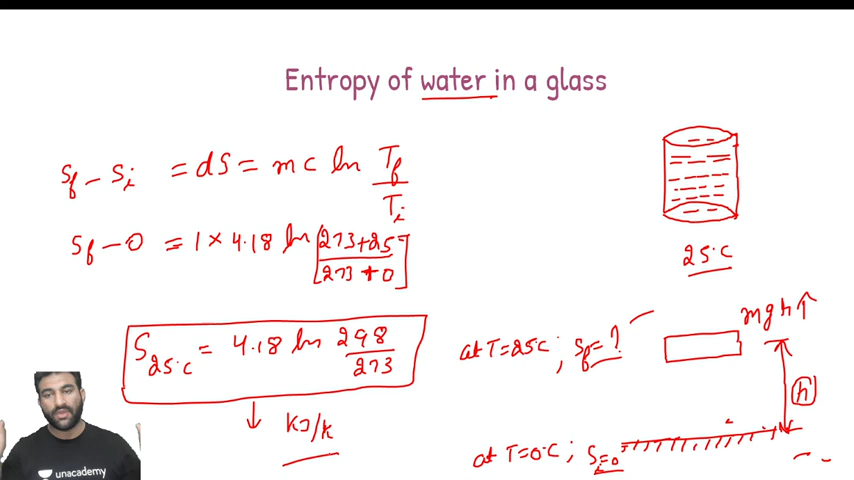 Entropy of water in a glass
Sf - Si = dS = mc ln Tf/Ti
Sf - 0 = 1 × 4.18 ln [273+25/273+0]
S25°C = 4.18 ln 298/273
kJ/K
25°C
mgh↑
at T=25°C ; Sf = ?
h
at T=0°C ; Si=0
unacademy